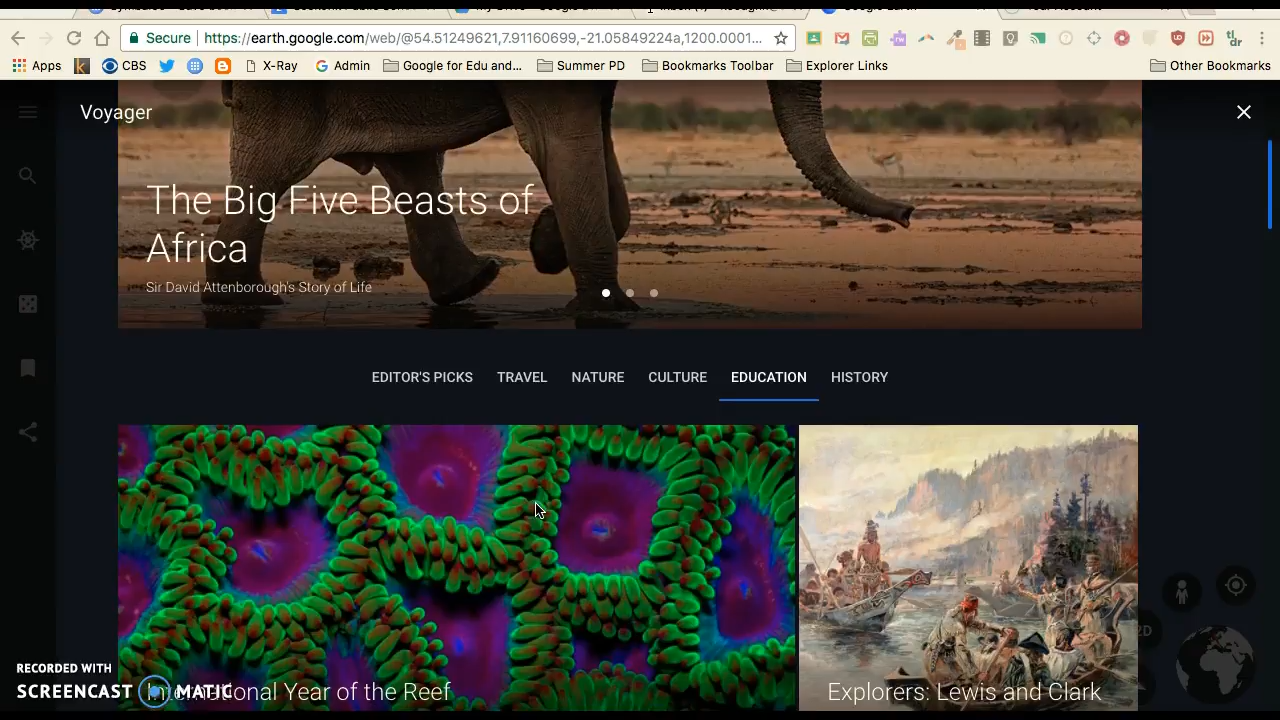 Secure
https://earth.google.com/web/@54.51249621,7.91160699,-21.05849224a,1200.0001...
Apps CBS X-Ray Admin Google for Edu and... Summer PD Bookmarks Toolbar Explorer Links Other Bookmarks
Voyager
The Big Five Beasts of
Africa
Sir David Attenborough's Story of Life
EDITOR'S PICKS TRAVEL NATURE CULTURE EDUCATION HISTORY
RECORDED WITH
SCREENCAST MATIC
International Year of the Reef
Explorers: Lewis and Clark